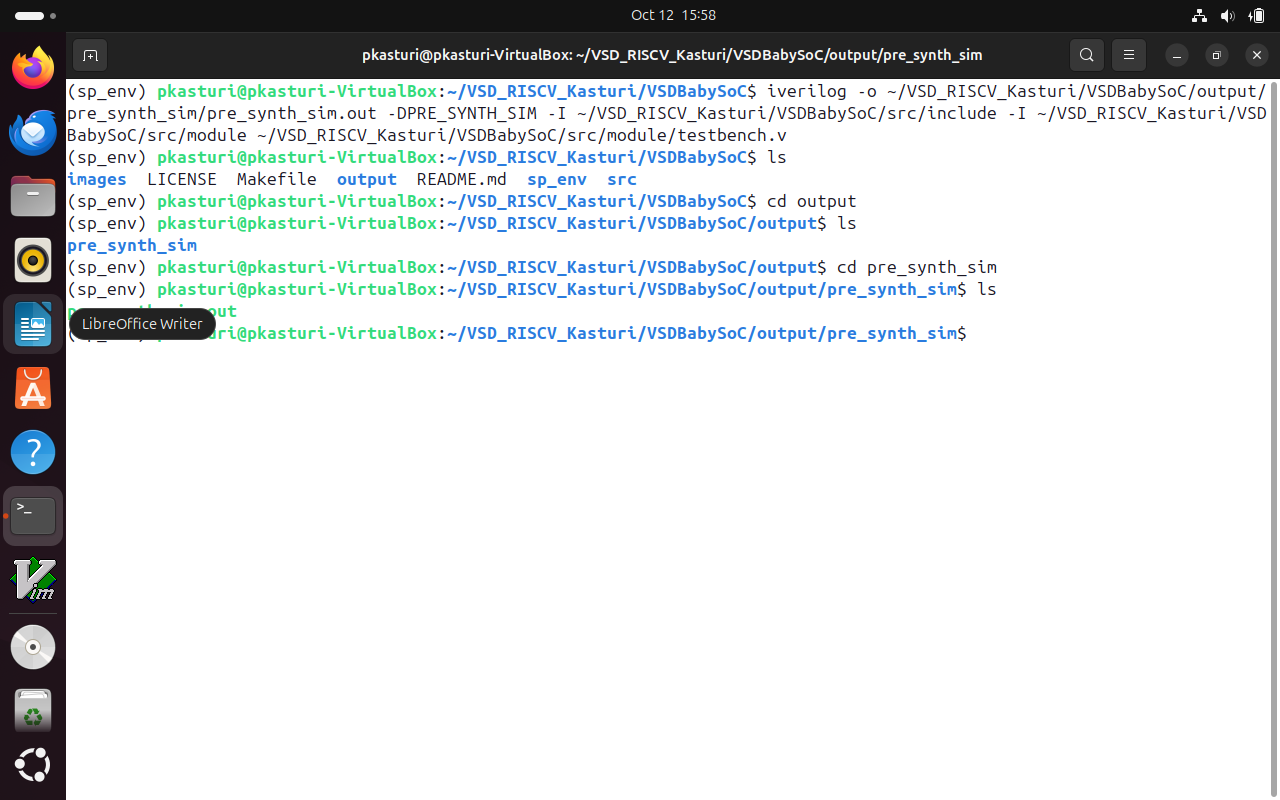 Oct 12 15:58
pkasturi@pkasturi-VirtualBox: ~/VSD_RISCV_Kasturi/VSDBabySoC/output/pre_synth_sim
(sp_env) pkasturi@pkasturi-VirtualBox:~/VSD_RISCV_Kasturi/VSDBabySoC$ iverilog -o ~/VSD_RISCV_Kasturi/VSDBabySoC/output/
pre_synth_sim/pre_synth_sim.out -DPRE_SYNTH_SIM -I ~/VSD_RISCV_Kasturi/VSDBabySoC/src/include -I ~/VSD_RISCV_Kasturi/VSD
BabySoC/src/module ~/VSD_RISCV_Kasturi/VSDBabySoC/src/module/testbench.v
(sp_env) pkasturi@pkasturi-VirtualBox:~/VSD_RISCV_Kasturi/VSDBabySoC$ ls
images LICENSE Makefile output README.md sp_env src
(sp_env) pkasturi@pkasturi-VirtualBox:~/VSD_RISCV_Kasturi/VSDBabySoC$ cd output
(sp_env) pkasturi@pkasturi-VirtualBox:~/VSD_RISCV_Kasturi/VSDBabySoC/output$ ls
pre_synth_sim
(sp_env) pkasturi@pkasturi-VirtualBox:~/VSD_RISCV_Kasturi/VSDBabySoC/output$ cd pre_synth_sim
(sp_env) pkasturi@pkasturi-VirtualBox:~/VSD_RISCV_Kasturi/VSDBabySoC/output/pre_synth_sim$ ls
out
LibreOffice Writer
kasturi@pkasturi-VirtualBox:~/VSD_RISCV_Kasturi/VSDBabySoC/output/pre_synth_sim$
>_
A
?
Vim